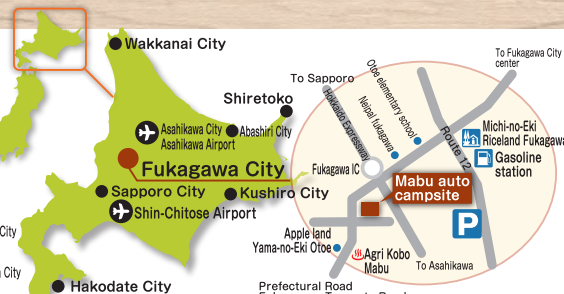 Wakkanai City
Shiretoko
Asahikawa City
Asahikawa Airport
Abashiri City
Fukagawa City
Sapporo City
Kushiro City
Shin-Chitose Airport
City
City
Hakodate City
To Fukagawa City
center
To Sapporo
Otoe elementary school
Neipal fukagawa
Hokkaido Expressway
Route 12
Michi-no-Eki
Riceland Fukagawa
Gasoline
station
Fukagawa IC
Mabu auto
campsite
P
Apple land
Yama-no-Eki Otoe
Agri Kobo
Mabu
To Asahikawa
Prefectural Road